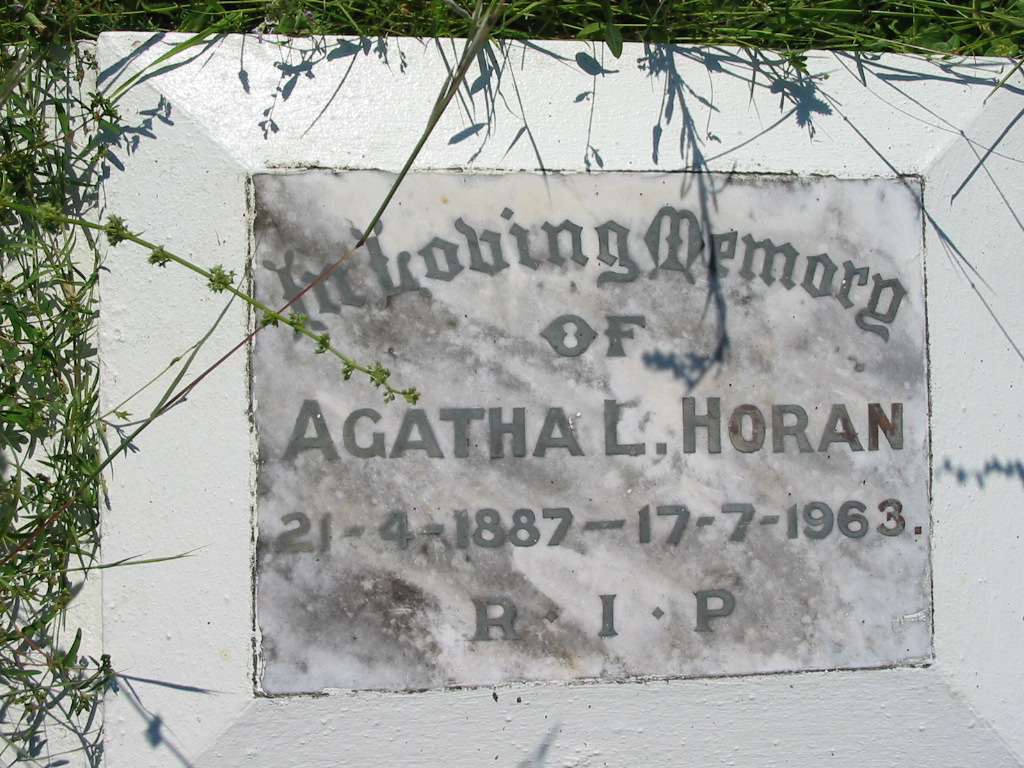 In Loving Memory
OF
AGATHA L. HORAN
21-4-1887-17-7-1963.
R·I·P